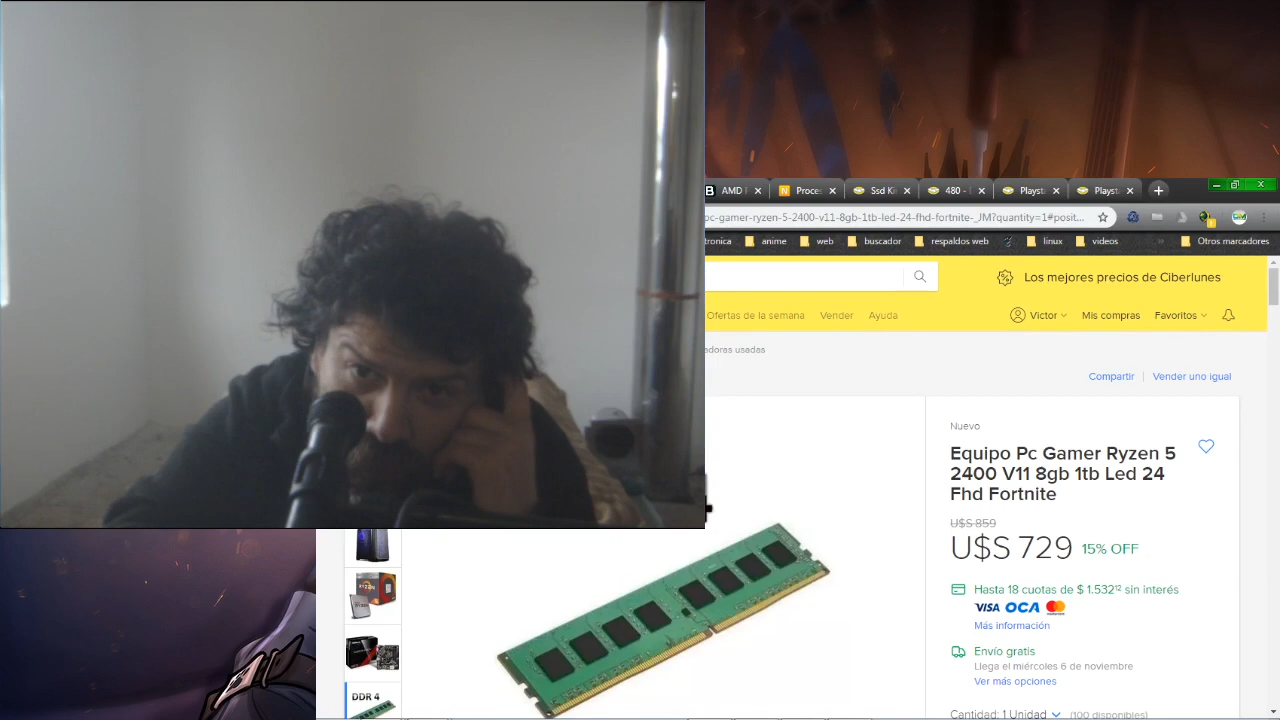 AMD
Proces
Ssd Ki
480 -
Playst
Playst
pc-gamer-ryzen-5-2400-v11-8gb-1tb-led-24-fhd-fortnite-_JM?quantity=1#posit...
tronica
anime
web
buscador
respaldos web
linux
videos
»
Otros marcadores
Los mejores precios de Ciberlunes
Ofertas de la semana Vender Ayuda
Victor Mis compras Favoritos
adoras usadas
Compartir Vender uno igual
Nuevo
Equipo Pc Gamer Ryzen 5
2400 V11 8gb 1tb Led 24
Fhd Fortnite
U$S 859
U$S 729 15% OFF
Hasta 18 cuotas de $ 1.532¹² sin interés
VISA OCA
Más información
Envío gratis
Llega el miércoles 6 de noviembre
Ver más opciones
Cantidad: 1 Unidad (100 disponibles)
RYZEN
DDR 4